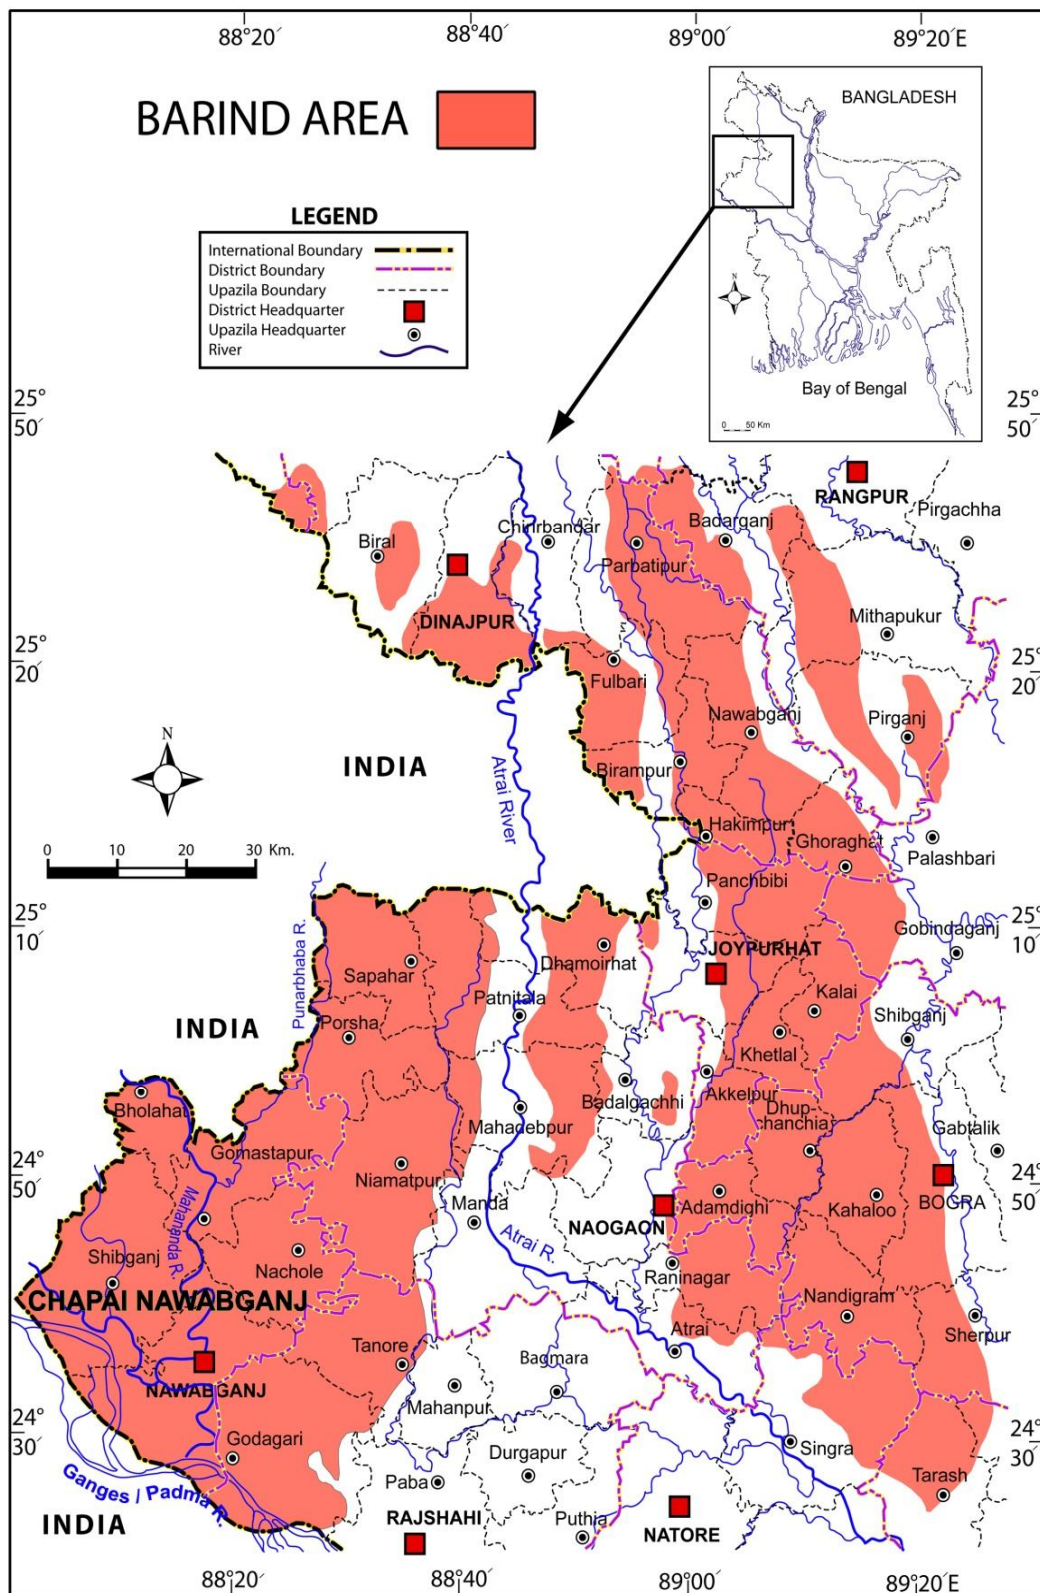 88°20´
88°40´
89°00´
89°20´E
BARIND AREA
BANGLADESH
LEGEND
International Boundary
District Boundary
Upazila Boundary
District Headquarter
Upazila Headquarter
River
N
Bay of Bengal
0 50 Km
25°
50´
25°
50´
RANGPUR
Pirgachha
Chirirbandar
Badarganj
Biral
Parbatipur
Mithapukur
DINAJPUR
25°
20´
25°
20´
Fulbari
Nawabganj
Pirganj
N
INDIA
Birampur
Atrai River
Hakimpur
Ghoraghat
Palashbari
0 10 20 30 Km.
Panchbibi
25°
10´
25°
10´
Punarbhaba R.
Gobindaganj
JOYPURHAT
Dhamoirhat
Sapahar
Patnitala
Kalai
Shibganj
INDIA
Porsha
Khetlal
Akkelpur
Bholahat
Badalgachhi
Dhup-
chanchia
Mahadebpur
Gabtalik
Gomastapur
24°
50´
24°
50´
Niamatpur
Manda
Mahananda R.
NAOGAON
Adamdighi
Kahaloo
BOGRA
Atrai R.
Shibganj
Nachole
Raninagar
CHAPAI NAWABGANJ
Nandigram
Sherpur
Tanore
Atrai
Bagmara
NAWABGANJ
Mahanpur
24°
30´
24°
30´
Godagari
Durgapur
Singra
Paba
Tarash
Ganges / Padma R.
INDIA
RAJSHAHI
Puthia
NATORE
88°20´
88°40´
89°00´
89°20´E